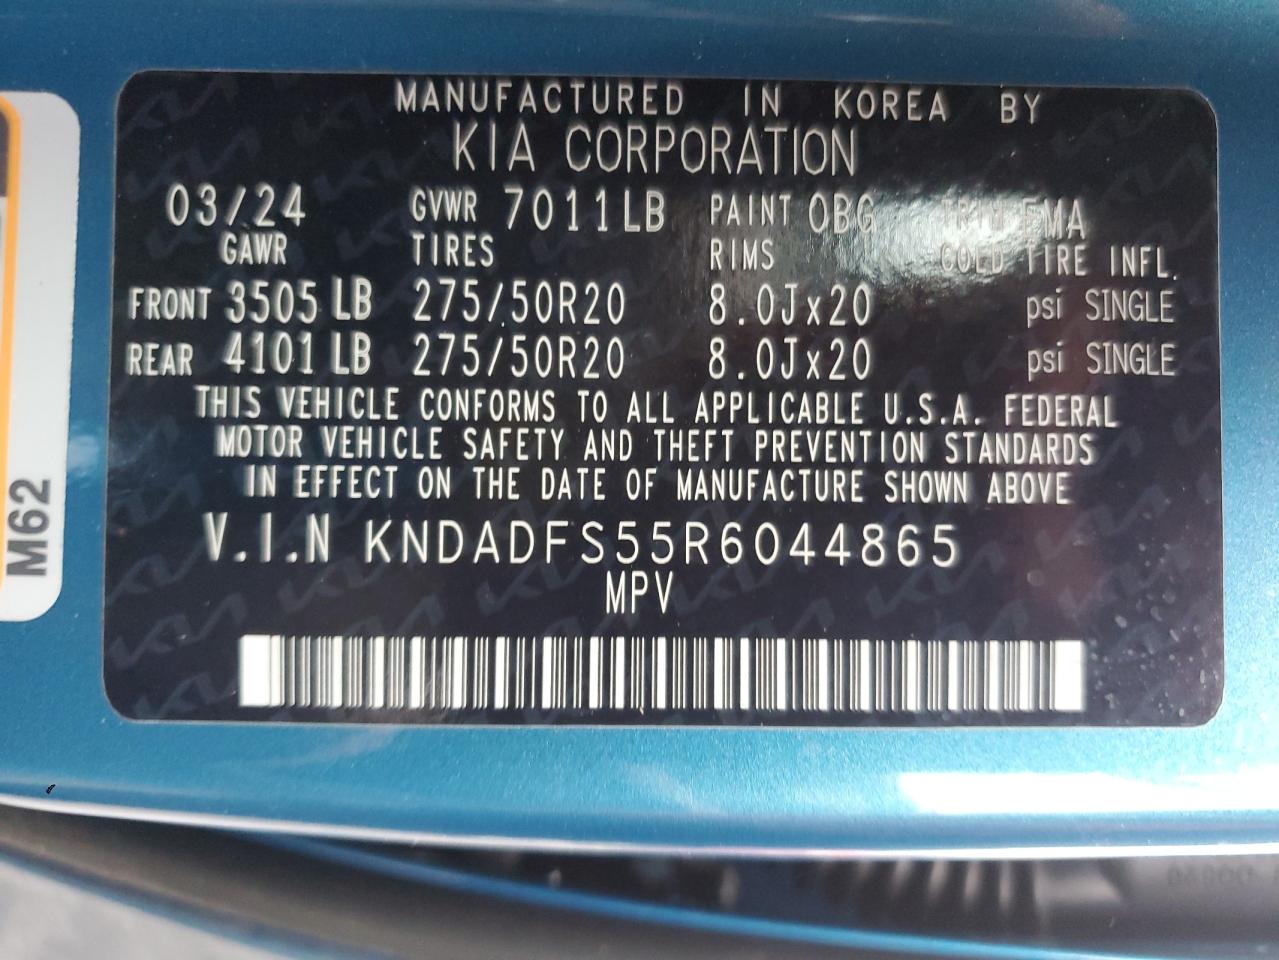 MANUFACTURED IN KOREA BY
KIA CORPORATION
03/24 GVWR 7011LB PAINT OBG TRIM FMA
GAWR TIRES RIMS COLD TIRE INFL.
FRONT 3505 LB 275/50R20 8.0Jx20 psi SINGLE
REAR 4101 LB 275/50R20 8.0Jx20 psi SINGLE
THIS VEHICLE CONFORMS TO ALL APPLICABLE U.S.A. FEDERAL
MOTOR VEHICLE SAFETY AND THEFT PREVENTION STANDARDS
IN EFFECT ON THE DATE OF MANUFACTURE SHOWN ABOVE
V.I.N KNDADFS55R6044865
MPV
M62